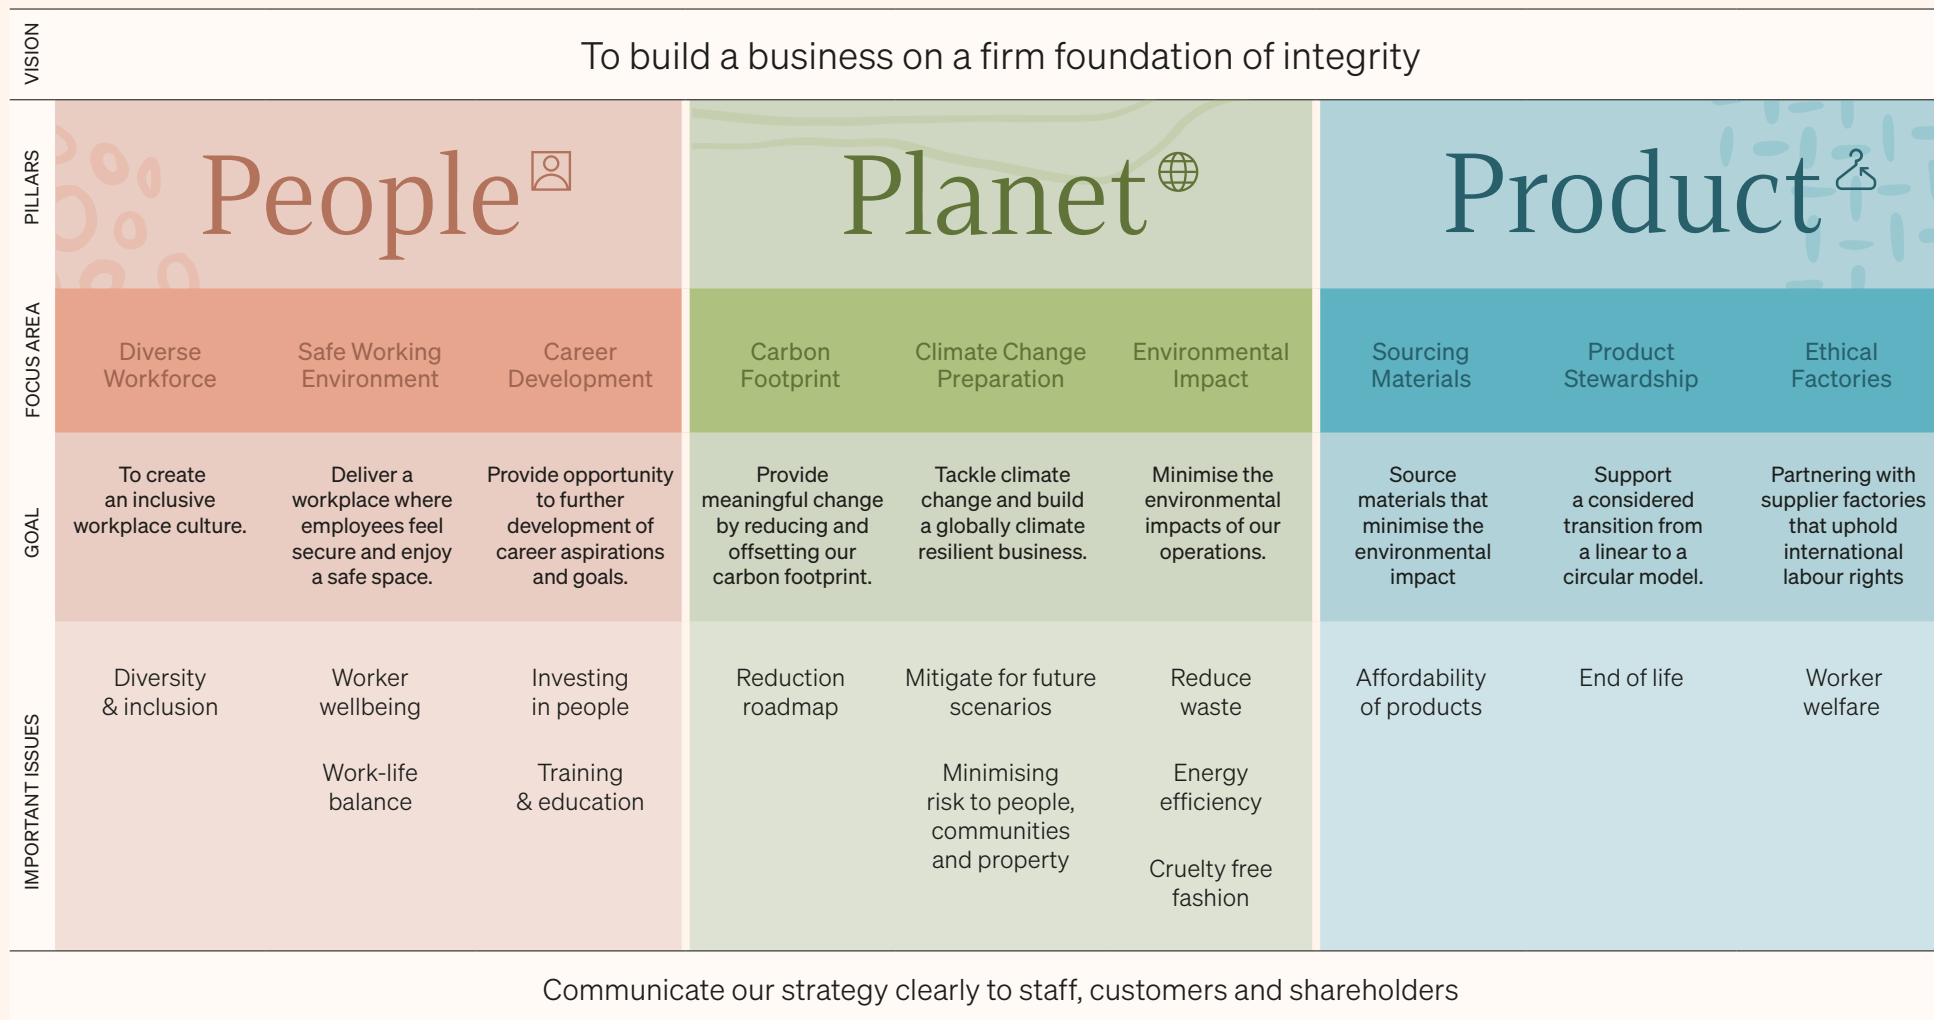 VISION
To build a business on a firm foundation of integrity
PILLARS
People
Planet
Product
FOCUS AREA
Diverse
Workforce
Safe Working
Environment
Career
Development
Carbon
Footprint
Climate Change
Preparation
Environmental
Impact
Sourcing
Materials
Product
Stewardship
Ethical
Factories
GOAL
To create
an inclusive
workplace culture.
Deliver a
workplace where
employees feel
secure and enjoy
a safe space.
Provide opportunity
to further
development of
career aspirations
and goals.
Provide
meaningful change
by reducing and
offsetting our
carbon footprint.
Tackle climate
change and build
a globally climate
resilient business.
Minimise the
environmental
impacts of our
operations.
Source
materials that
minimise the
environmental
impact
Support
a considered
transition from
a linear to a
circular model.
Partnering with
supplier factories
that uphold
international
labour rights
IMPORTANT ISSUES
Diversity
& inclusion
Worker
wellbeing
Work-life
balance
Investing
in people
Training
& education
Reduction
roadmap
Mitigate for future
scenarios
Minimising
risk to people,
communities
and property
Reduce
waste
Energy
efficiency
Cruelty free
fashion
Affordability
of products
End of life
Worker
welfare
Communicate our strategy clearly to staff, customers and shareholders